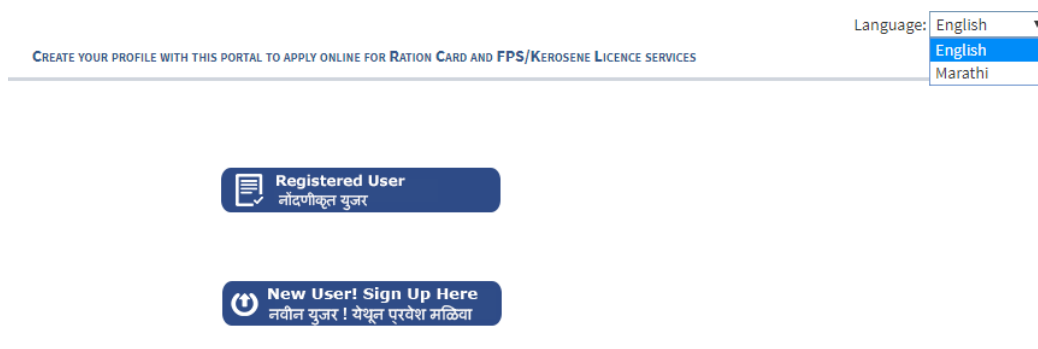 Language: English
English
Marathi
CREATE YOUR PROFILE WITH THIS PORTAL TO APPLY ONLINE FOR RATION CARD AND FPS/KEROSENE LICENCE SERVICES
Registered User
नोंदणीकृत युजर
New User! Sign Up Here
नवीन युजर ! येथून प्रवेश मळिवा